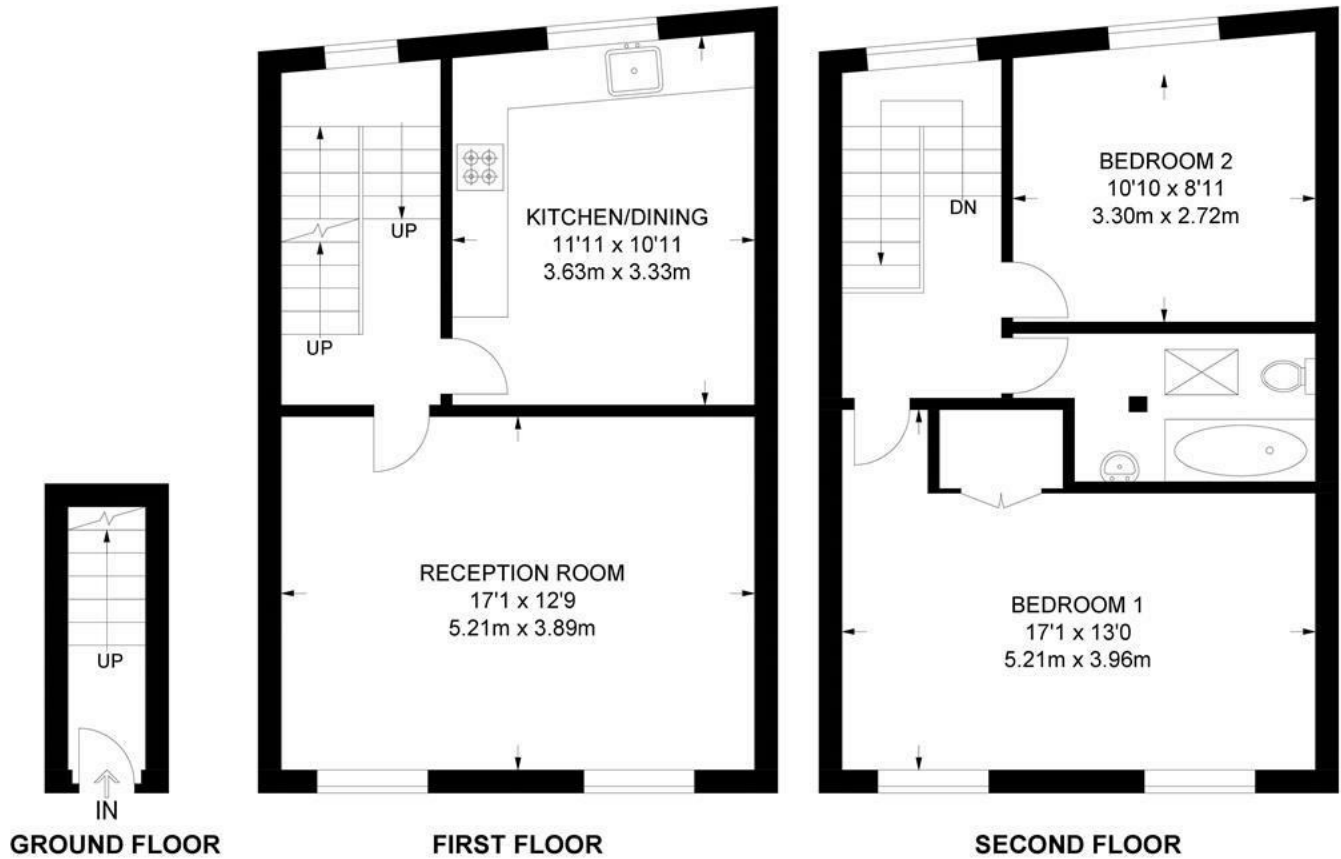 UP
IN
GROUND FLOOR
UP
UP
KITCHEN/DINING
11'11 x 10'11
3.63m x 3.33m
RECEPTION ROOM
17'1 x 12'9
5.21m x 3.89m
FIRST FLOOR
DN
BEDROOM 2
10'10 x 8'11
3.30m x 2.72m
BEDROOM 1
17'1 x 13'0
5.21m x 3.96m
SECOND FLOOR